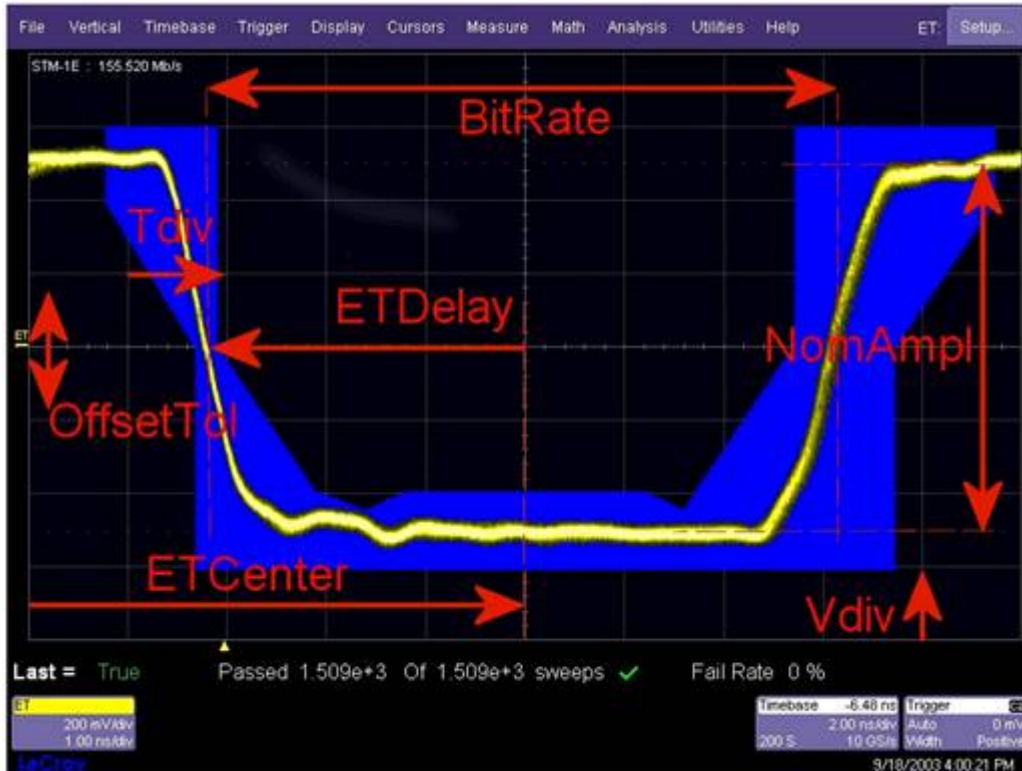 File Vertical Timebase Trigger Display Cursors Measure Math Analysis Utilities Help ET: Setup...
STM-1E : 155.520 Mb/s
BitRate
Tdiv
ETDelay
ET
NomAmpl
OffsetTol
ETCenter
Vdiv
Last = True Passed 1.509e+3 Of 1.509e+3 sweeps ✓ Fail Rate 0 %
ET
200 mV/div
1.00 ns/div
Timebase -6.48 ns
2.00 ns/div
200 S 10 GS/s
Trigger
Auto 0 mV
Width Positive
LeCroy
9/18/2003 4:00:21 PM